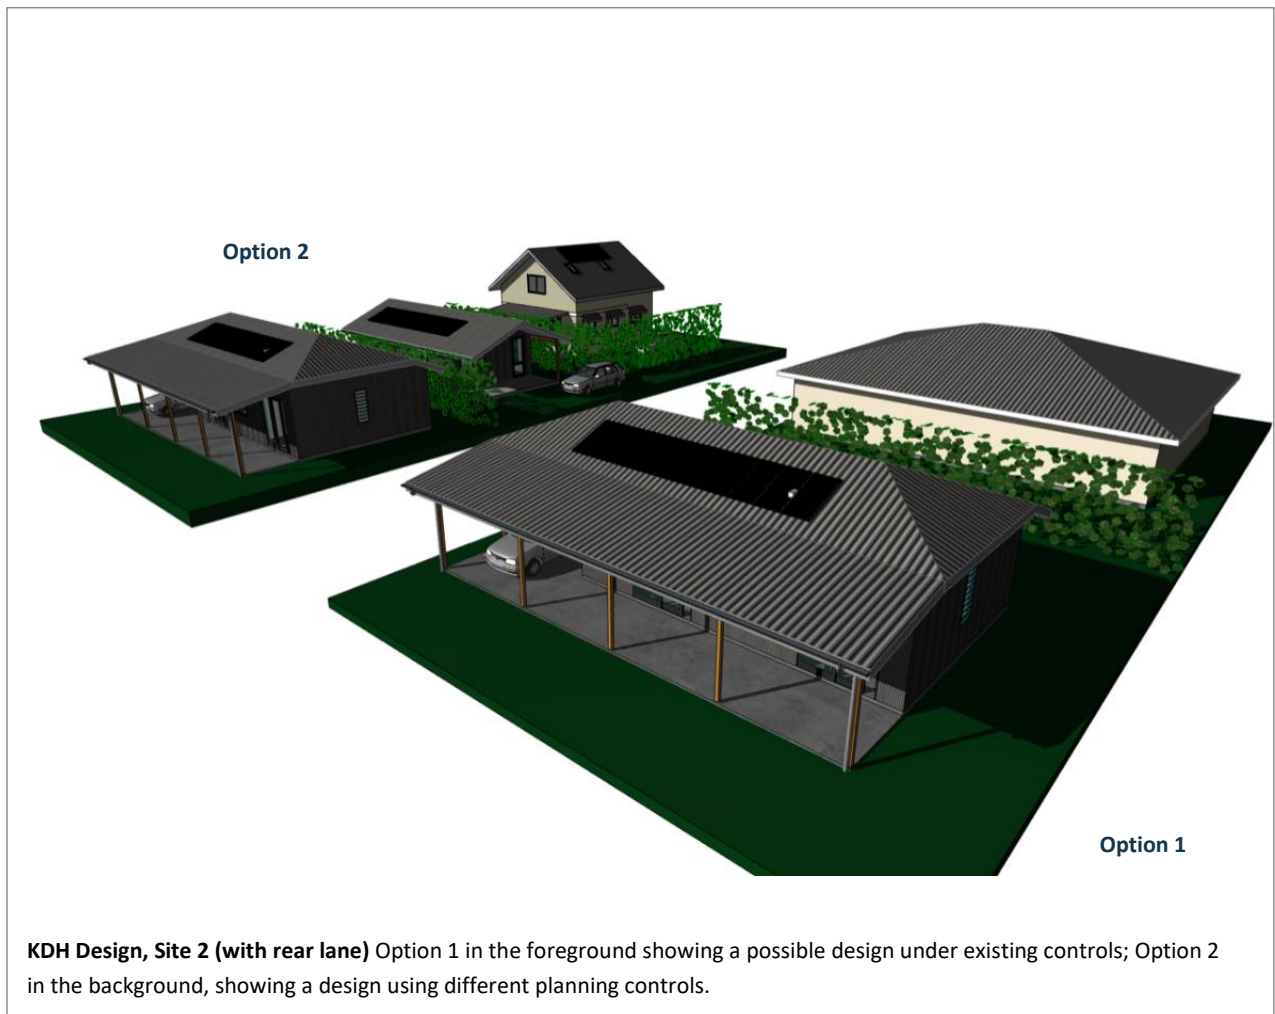 Option 2
Option 1
KDH Design, Site 2 (with rear lane) Option 1 in the foreground showing a possible design under existing controls; Option 2
in the background, showing a design using different planning controls.